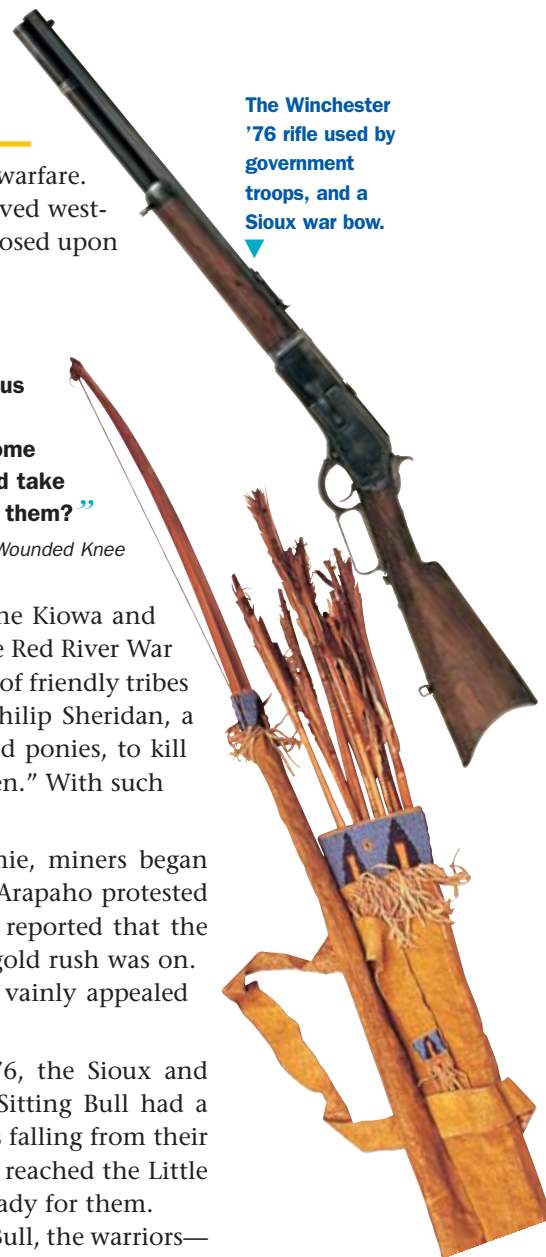 The Winchester
’76 rifle used by
government
troops, and a
Sioux war bow.
warfare.
ved west-
osed upon
us
ome
d take
them?”
Wounded Knee
he Kiowa and
e Red River War
of friendly tribes
hilip Sheridan, a
d ponies, to kill
en.” With such
nie, miners began
Arapaho protested
reported that the
gold rush was on.
vainly appealed
76, the Sioux and
Sitting Bull had a
s falling from their
reached the Little
ady for them.
Bull, the warriors—